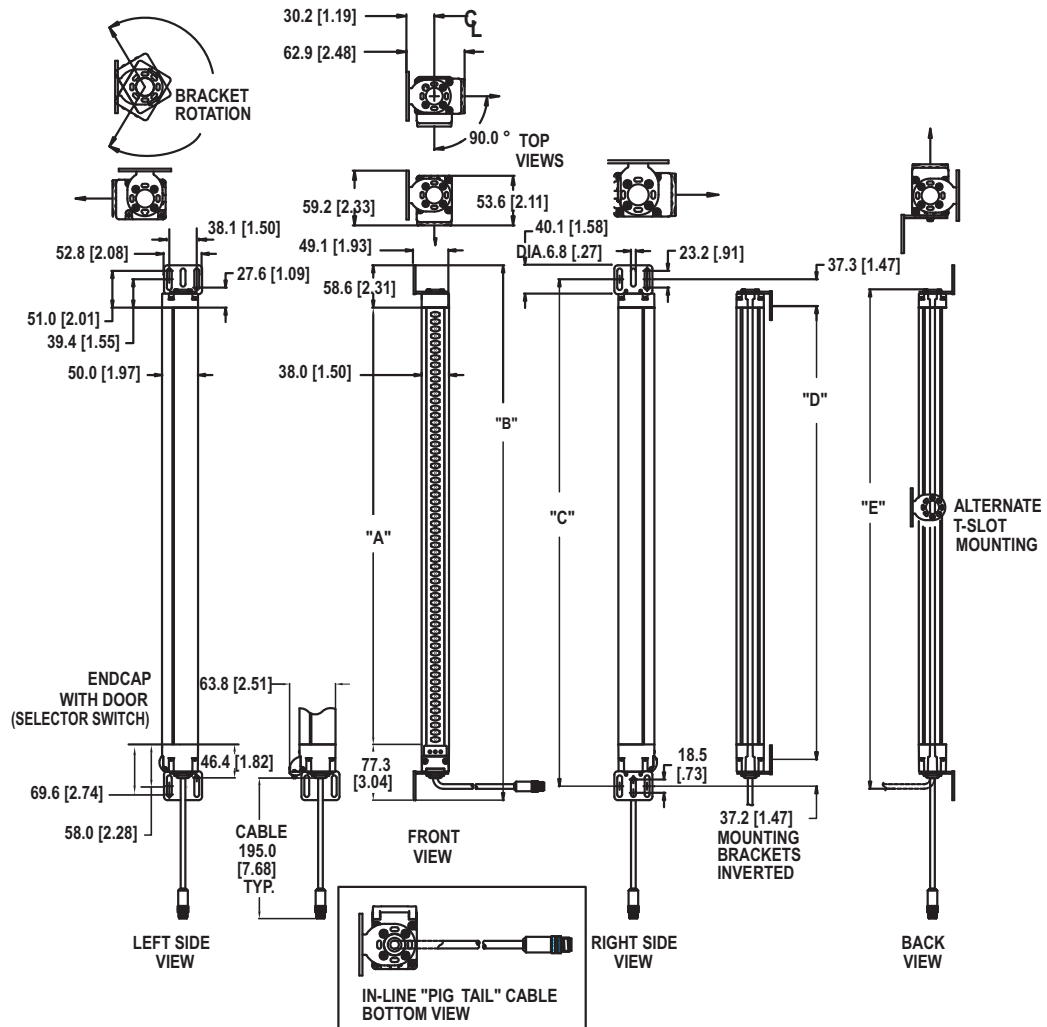 30.2 [1.19]
CL
62.9 [2.48]
BRACKET
ROTATION
90.0 °
TOP
VIEWS
59.2 [2.33]
53.6 [2.11]
38.1 [1.50]
52.8 [2.08]
27.6 [1.09]
51.0 [2.01]
39.4 [1.55]
50.0 [1.97]
49.1 [1.93]
58.6
[2.31]
38.0 [1.50]
40.1 [1.58]
DIA.6.8 [.27]
23.2 [.91]
37.3 [1.47]
"A"
"B"
"C"
"D"
"E"
ALTERNATE
T-SLOT
MOUNTING
ENDCAP
WITH DOOR
(SELECTOR SWITCH)
63.8 [2.51]
46.4 [1.82]
69.6 [2.74]
58.0 [2.28]
77.3
[3.04]
18.5
[.73]
37.2 [1.47]
MOUNTING
BRACKETS
INVERTED
CABLE
195.0
[7.68]
TYP.
FRONT
VIEW
LEFT SIDE
VIEW
RIGHT SIDE
VIEW
BACK
VIEW
IN-LINE "PIG TAIL" CABLE
BOTTOM VIEW